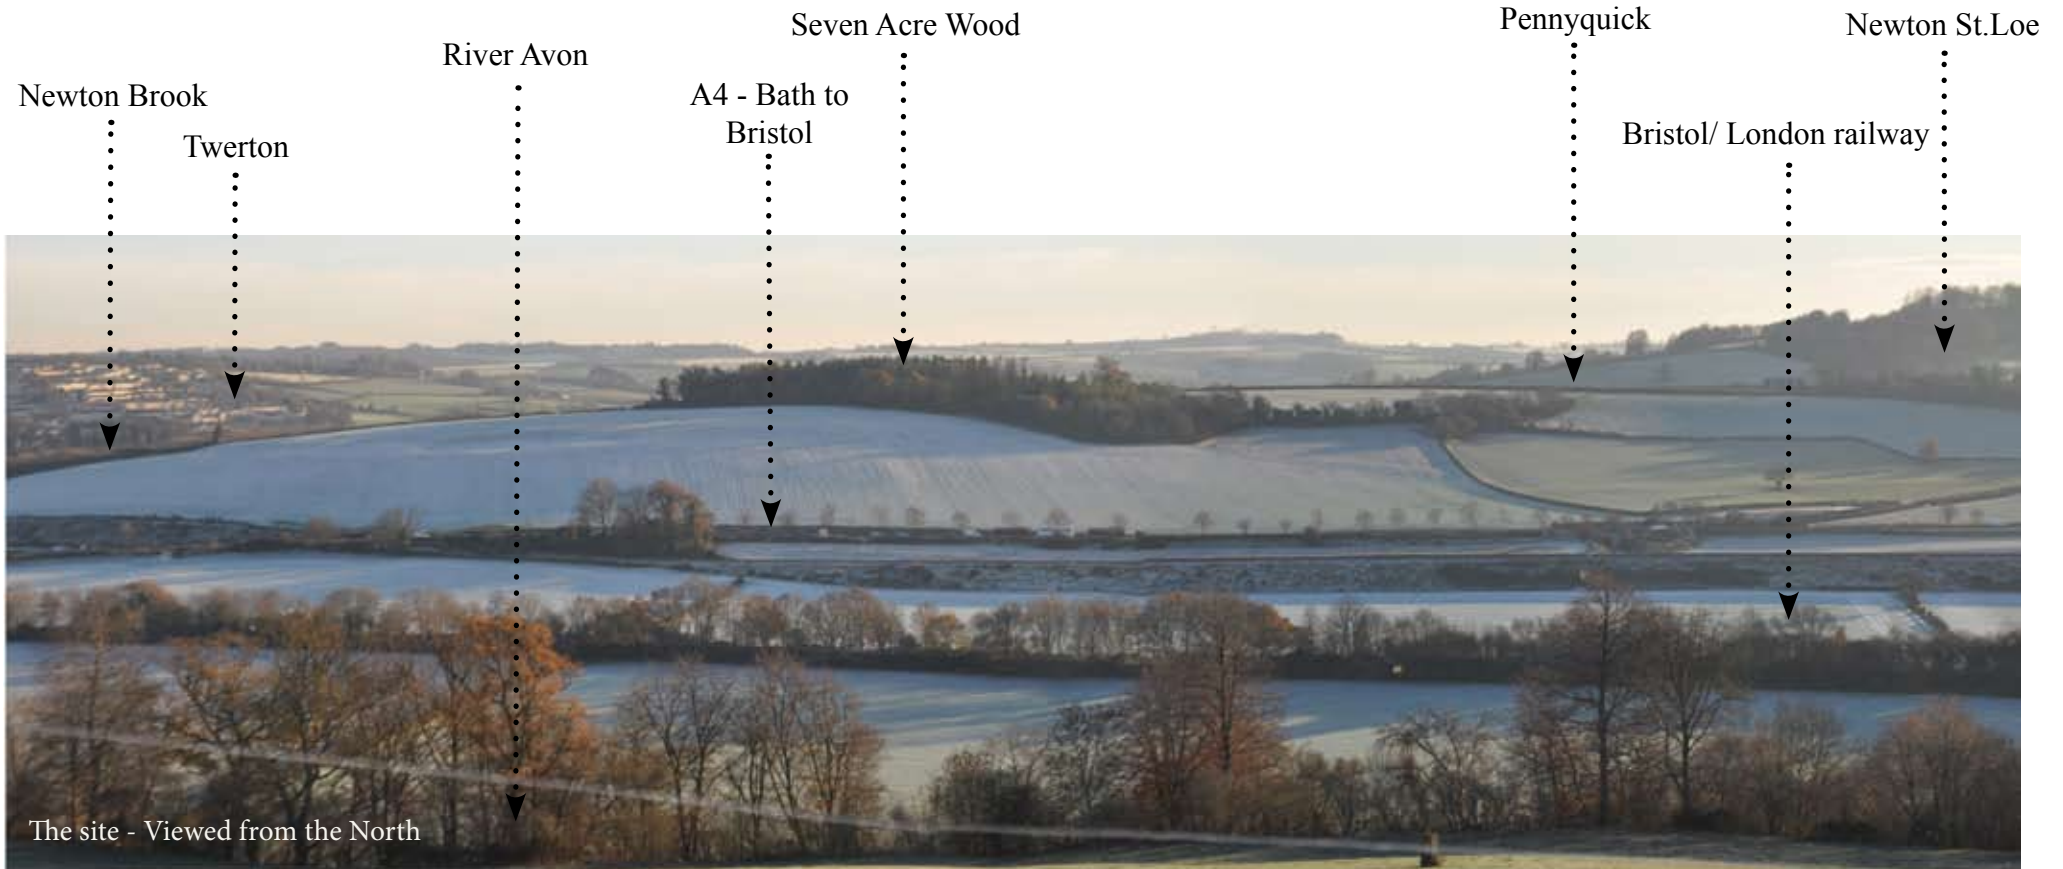 Seven Acre Wood
Pennyquick
Newton St.Loe
River Avon
Newton Brook
A4 - Bath to
Bristol
Twerton
Bristol/ London railway
The site - Viewed from the North